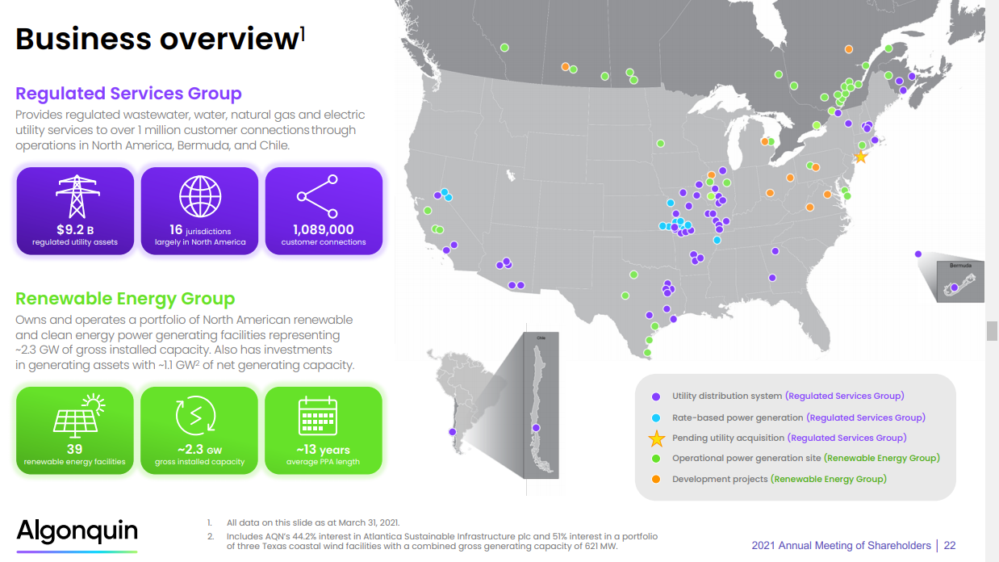 Business overview1
Regulated Services Group
Provides regulated wastewater, water, natural gas and electric
utility services to over 1 million customer connections through
operations in North America, Bermuda, and Chile.
$9.2 B
regulated utility assets
16 jurisdictions
largely in North America
1,089,000
customer connections
Renewable Energy Group
Owns and operates a portfolio of North American renewable
and clean energy power generating facilities representing
~2.3 GW of gross installed capacity. Also has investments
in generating assets with ~1.1 GW2 of net generating capacity.
39
renewable energy facilities
~2.3 GW
gross installed capacity
~13 years
average PPA length
Bermuda
Chile
Utility distribution system (Regulated Services Group)
Rate-based power generation (Regulated Services Group)
Pending utility acquisition (Regulated Services Group)
Operational power generation site (Renewable Energy Group)
Development projects (Renewable Energy Group)
Algonquin
1. All data on this slide as at March 31, 2021.
2. Includes AQN's 44.2% interest in Atlantica Sustainable Infrastructure plc and 51% interest in a portfolio
of three Texas coastal wind facilities with a combined gross generating capacity of 621 MW.
2021 Annual Meeting of Shareholders | 22